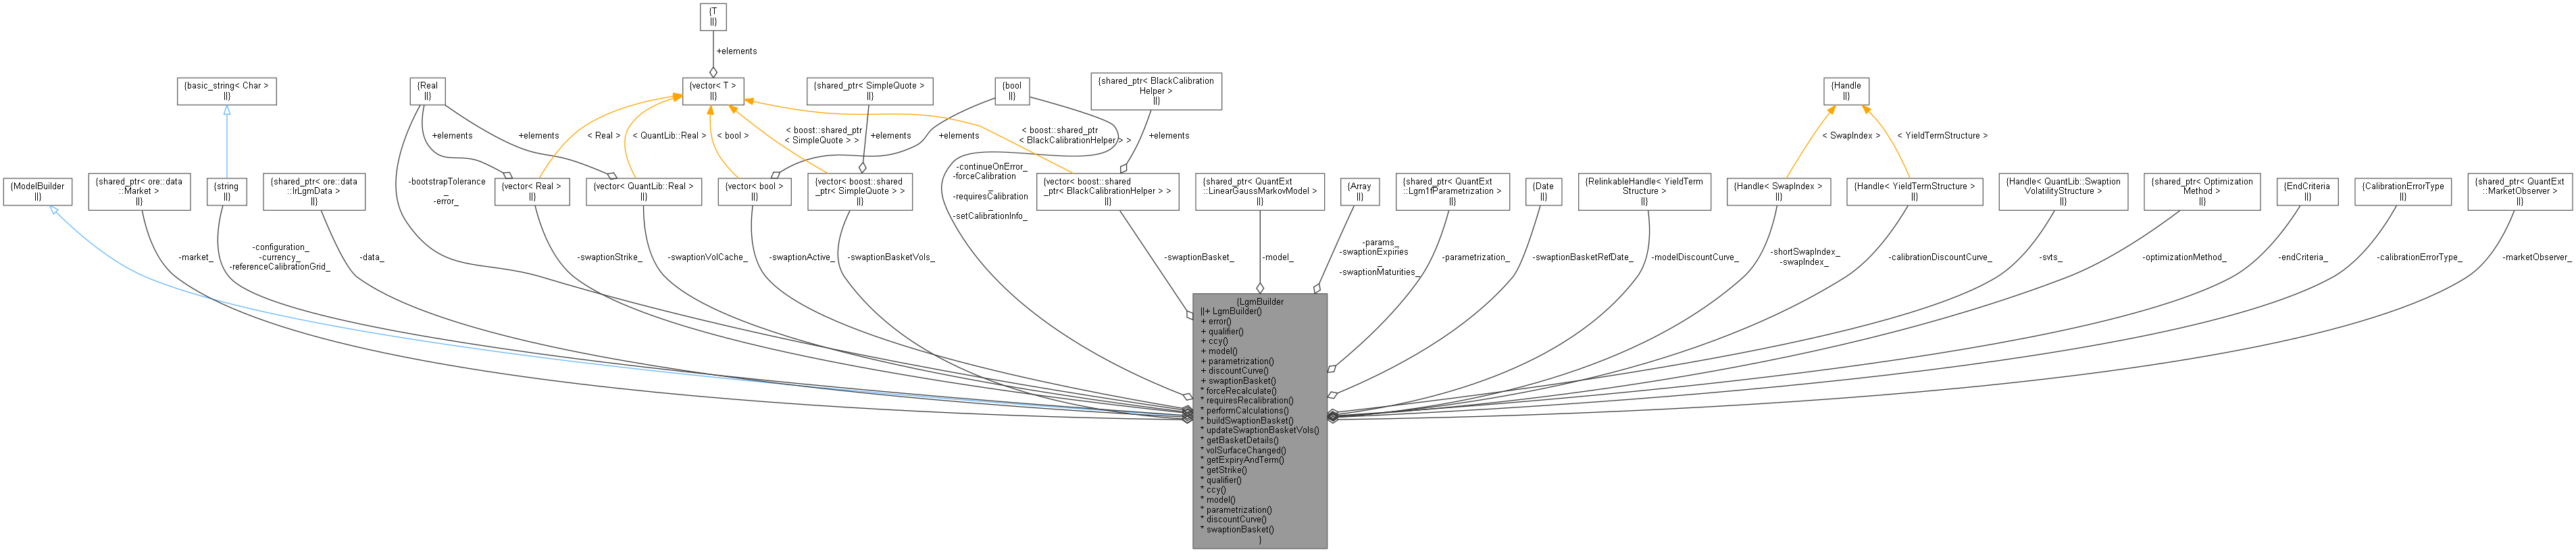 {T
||}
+elements
{basic_string< Char >
||}
{Real
||}
{vector< T >
||}
{shared_ptr< SimpleQuote >
||}
{bool
||}
{shared_ptr< BlackCalibration
Helper >
||}
{Handle
||}
+elements
+elements
< Real >
< QuantLib::Real >
< bool >
< boost::shared_ptr
< SimpleQuote > >
+elements
+elements
< boost::shared_ptr
< BlackCalibrationHelper > >
+elements
< SwapIndex >
< YieldTermStructure >
{ModelBuilder
||}
{shared_ptr< ore::data
::Market >
||}
{string
||}
{shared_ptr< ore::data
::IrLgmData >
||}
-bootstrapTolerance
_
-error_
{vector< Real >
||}
{vector< QuantLib::Real >
||}
{vector< bool >
||}
{vector< boost::shared
_ptr< SimpleQuote > >
||}
-continueOnError_
-forceCalibration
_
-requiresCalibration
_
-setCalibrationInfo_
{vector< boost::shared
_ptr< BlackCalibrationHelper > >
||}
{shared_ptr< QuantExt
::LinearGaussMarkovModel >
||}
{Array
||}
{shared_ptr< QuantExt
::Lgm1fParametrization >
||}
{Date
||}
{RelinkableHandle< YieldTerm
Structure >
||}
{Handle< SwapIndex >
||}
{Handle< YieldTermStructure >
||}
{Handle< QuantLib::Swaption
VolatilityStructure >
||}
{shared_ptr< Optimization
Method >
||}
{EndCriteria
||}
{CalibrationErrorType
||}
{shared_ptr< QuantExt
::MarketObserver >
||}
-market_
-configuration_
-currency_
-referenceCalibrationGrid_
-data_
-swaptionStrike_
-swaptionVolCache_
-swaptionActive_
-swaptionBasketVols_
-swaptionBasket_
-model_
-params_
-swaptionExpiries
_
-swaptionMaturities_
-parametrization_
-swaptionBasketRefDate_
-modelDiscountCurve_
-shortSwapIndex_
-swapIndex_
-calibrationDiscountCurve_
-svts_
-optimizationMethod_
-endCriteria_
-calibrationErrorType_
-marketObserver_
{LgmBuilder
||+ LgmBuilder()
+ error()
+ qualifier()
+ ccy()
+ model()
+ parametrization()
+ discountCurve()
+ swaptionBasket()
* forceRecalculate()
* requiresRecalibration()
* performCalculations()
* buildSwaptionBasket()
* updateSwaptionBasketVols()
* getBasketDetails()
* volSurfaceChanged()
* getExpiryAndTerm()
* getStrike()
* qualifier()
* ccy()
* model()
* parametrization()
* discountCurve()
* swaptionBasket()
}